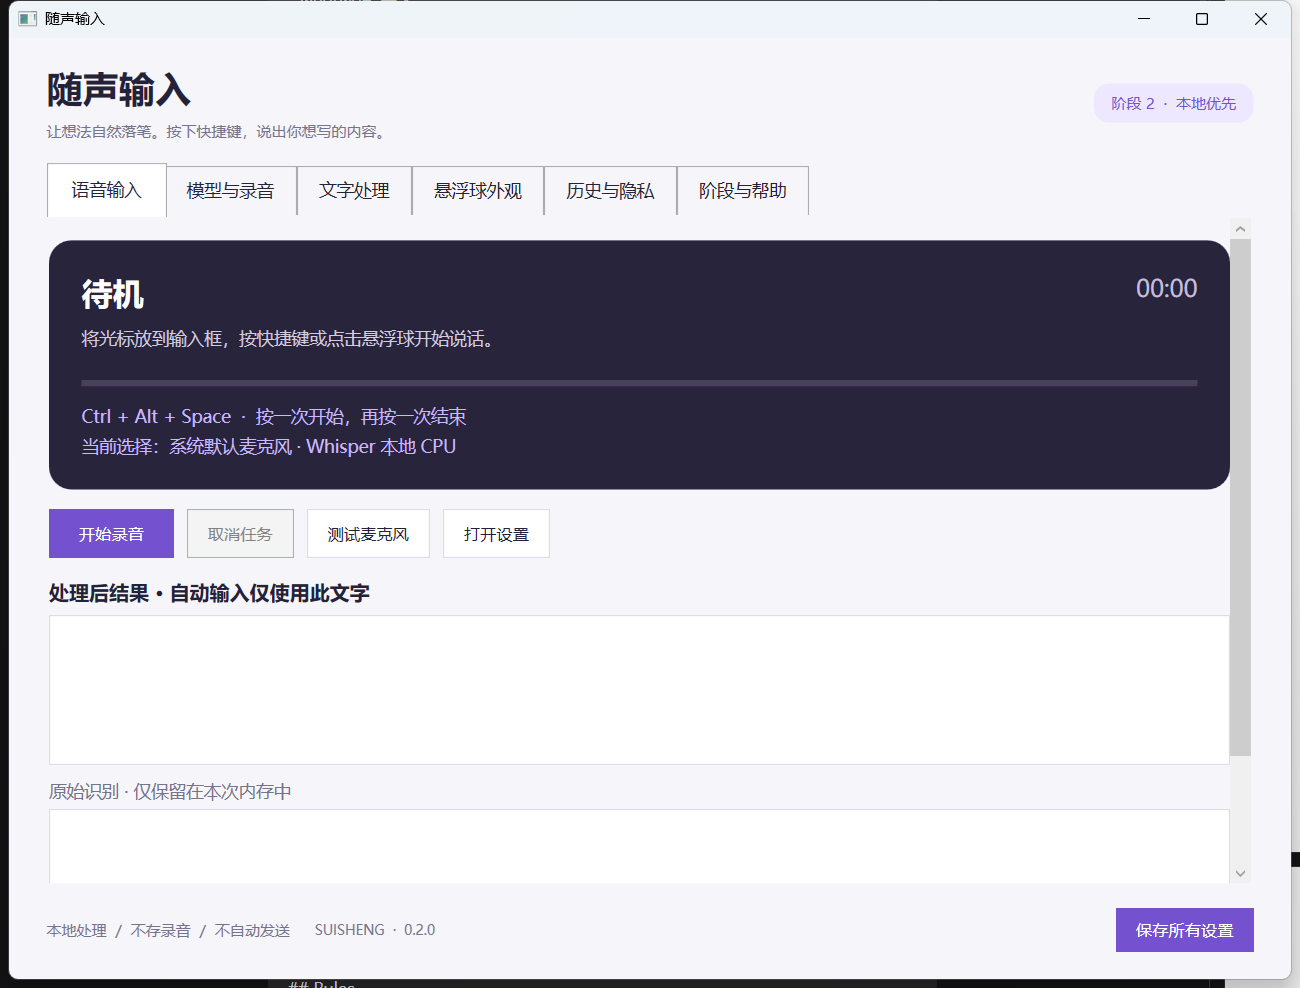 随声输入
随声输入
阶段 2 · 本地优先
让想法自然落笔。按下快捷键，说出你想写的内容。
语音输入 模型与录音 文字处理 悬浮球外观 历史与隐私 阶段与帮助
待机 00:00
将光标放到输入框，按快捷键或点击悬浮球开始说话。
Ctrl + Alt + Space · 按一次开始，再按一次结束
当前选择：系统默认麦克风 · Whisper 本地 CPU
开始录音 取消任务 测试麦克风 打开设置
处理后结果 • 自动输入仅使用此文字
原始识别 · 仅保留在本次内存中
本地处理 / 不存录音 / 不自动发送 SUISHENG · 0.2.0 保存所有设置